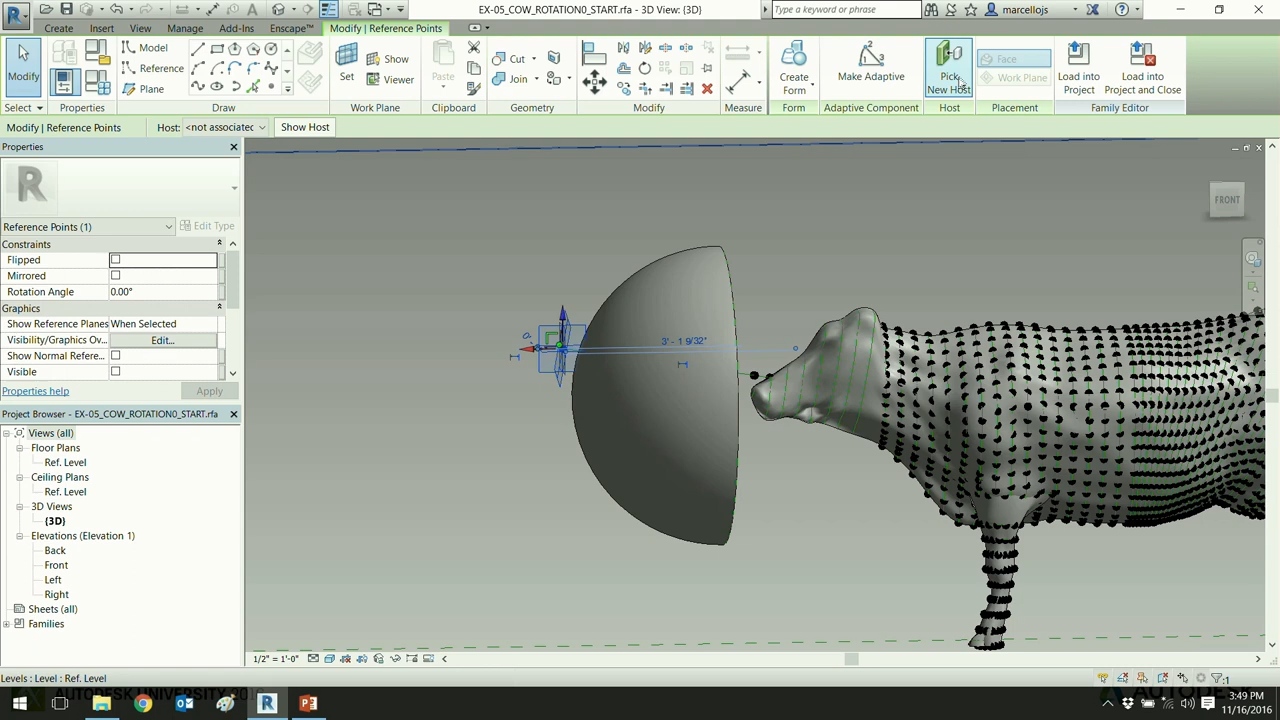 EX-05_COW_ROTATION0_START.rfa - 3D View: {3D}
Type a keyword or phrase
marcellojs
Create
Insert
View
Manage
Add-Ins
Enscape™
Modify | Reference Points
Modify
Model
Reference
Plane
Set
Show
Viewer
Paste
Cut
Join
Create
Form
Make Adaptive
Pick
New Host
Face
Work Plane
Load into
Project
Load into
Project and Close
Select
Properties
Draw
Work Plane
Clipboard
Geometry
Modify
Measure
Form
Adaptive Component
Host
Placement
Family Editor
Modify | Reference Points
Host:
<not associatec
Show Host
Properties
Reference Points (1)
Edit Type
Constraints
Flipped
Mirrored
Rotation Angle
0.00°
Graphics
Show Reference Planes
When Selected
Visibility/Graphics Ov...
Edit...
Show Normal Refere...
Visible
Properties help
Apply
Project Browser - EX-05_COW_ROTATION0_START.rfa
Views (all)
Floor Plans
Ref. Level
Ceiling Plans
Ref. Level
3D Views
{3D}
Elevations (Elevation 1)
Back
Front
Left
Right
Sheets (all)
Families
3' - 1 9/32"
FRONT
1/2" = 1'-0"
Levels : Level : Ref. Level
:1
AUTODESK UNIVERSITY
3:49 PM
11/16/2016